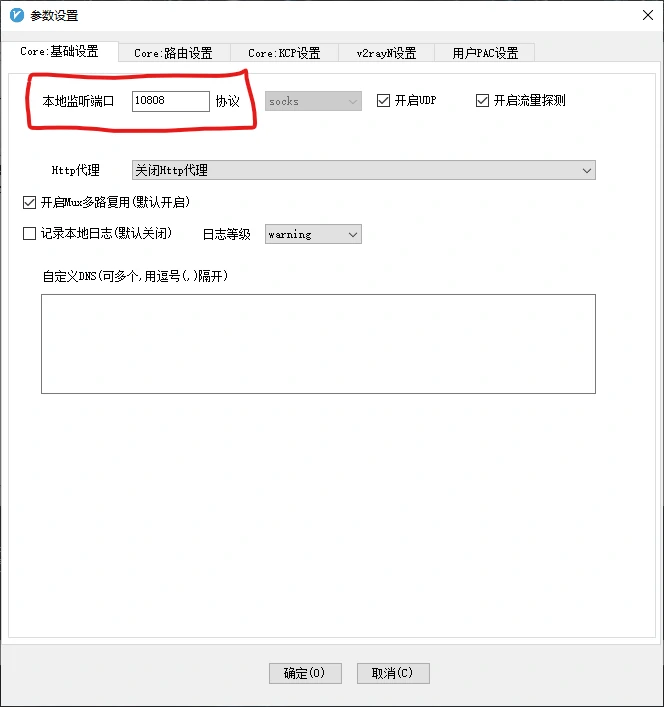 参数设置
Core:基础设置 Core:路由设置 Core:KCP设置 v2rayN设置 用户PAC设置
本地监听端口 10808 协议 socks 开启UDP 开启流量探测
Http代理 关闭Http代理
开启Mux多路复用(默认开启)
记录本地日志(默认关闭) 日志等级 warning
自定义DNS(可多个,用逗号(,)隔开)
确定(O) 取消(C)